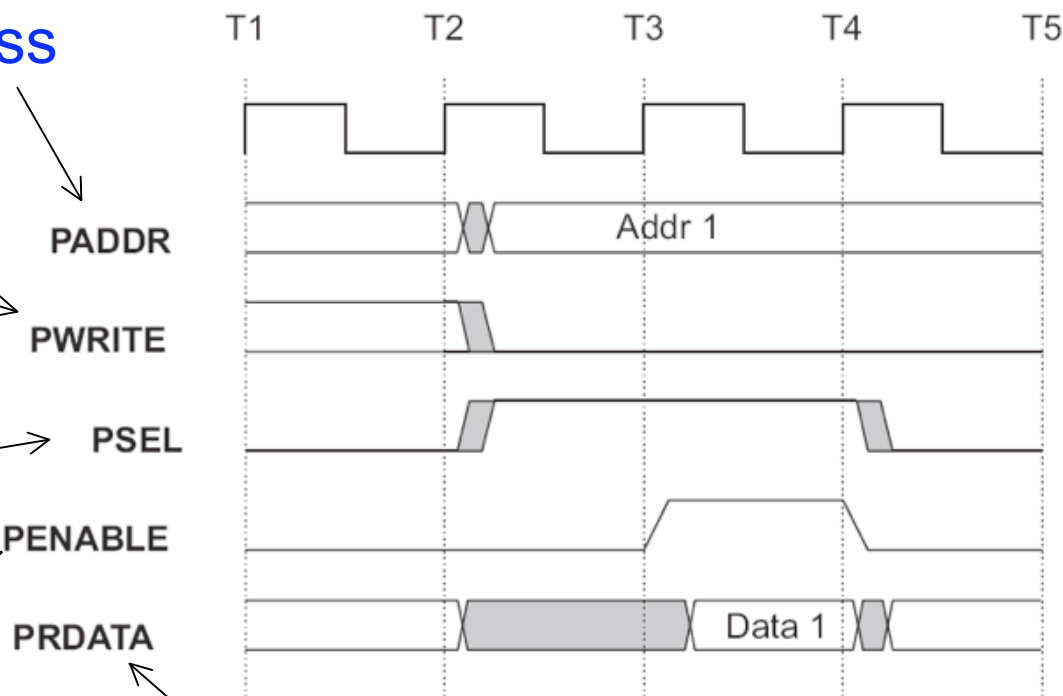 T1 T2 T3 T4 T5
ss
PADDR Addr 1
PWRITE
PSEL
PENABLE
PRDATA Data 1